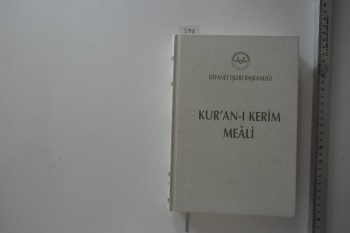 DİYANET İŞLERİ BAŞKANLIĞI
KUR'AN-I KERİM
MEÂLİ